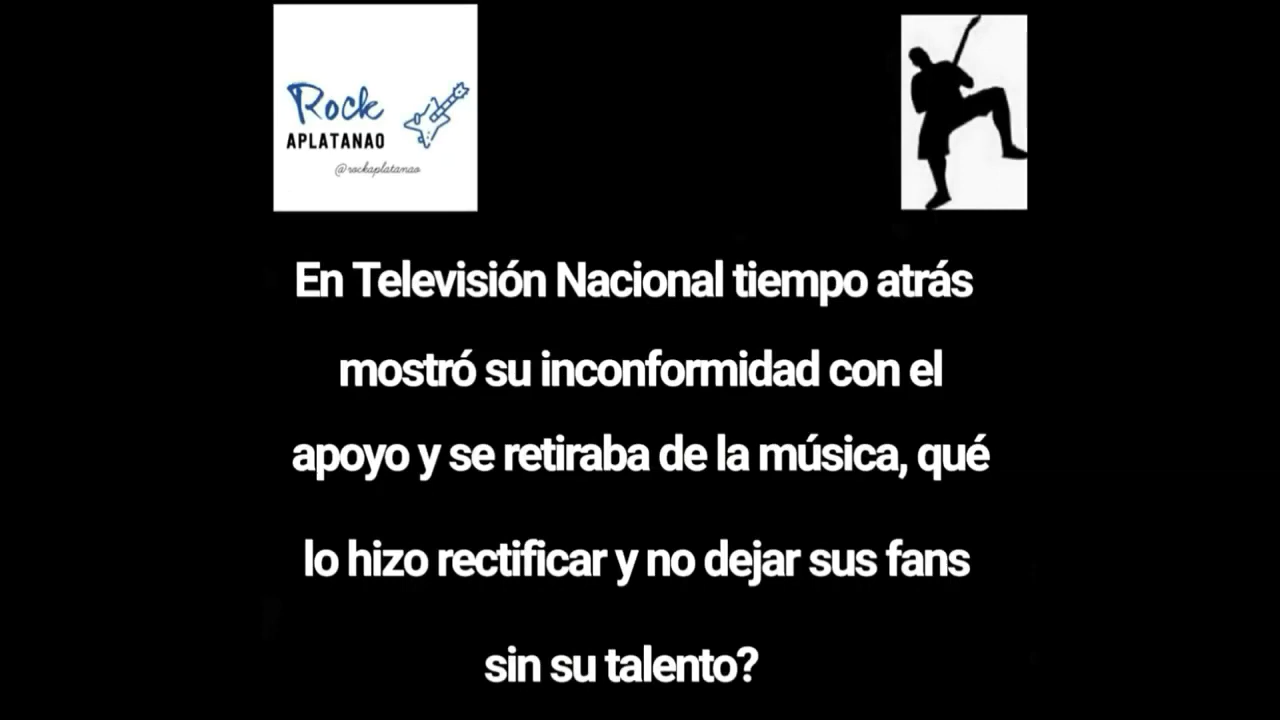 Rock
APLATANAO
@rockaplatanao
En Televisión Nacional tiempo atrás
mostró su inconformidad con el
apoyo y se retiraba de la música, qué
lo hizo rectificar y no dejar sus fans
sin su talento?